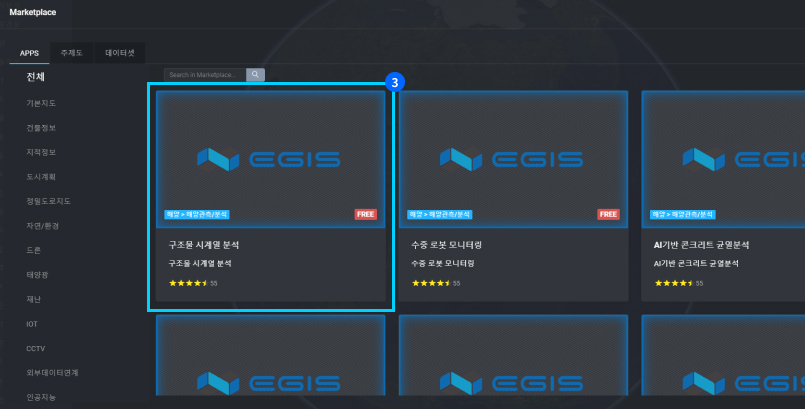 Marketplace
APPS 주제도 데이터셋
전체
Search in Marketplace...
3
기본지도
건물정보
지적정보
도시계획
정밀도로지도
자연/환경
드론
태양광
재난
IOT
CCTV
외부데이터연계
인공지능
EGIS
해양 > 해양관측/분석
FREE
구조물 시계열 분석
구조물 시계열 분석
55
EGIS
해양 > 해양관측/분석
FREE
수중 로봇 모니터링
수중 로봇 모니터링
55
EGIS
해양 > 해양관측/분석
AI기반 콘크리트 균열분석
AI기반 콘크리트 균열분석
55
EGIS
EGIS
EGIS